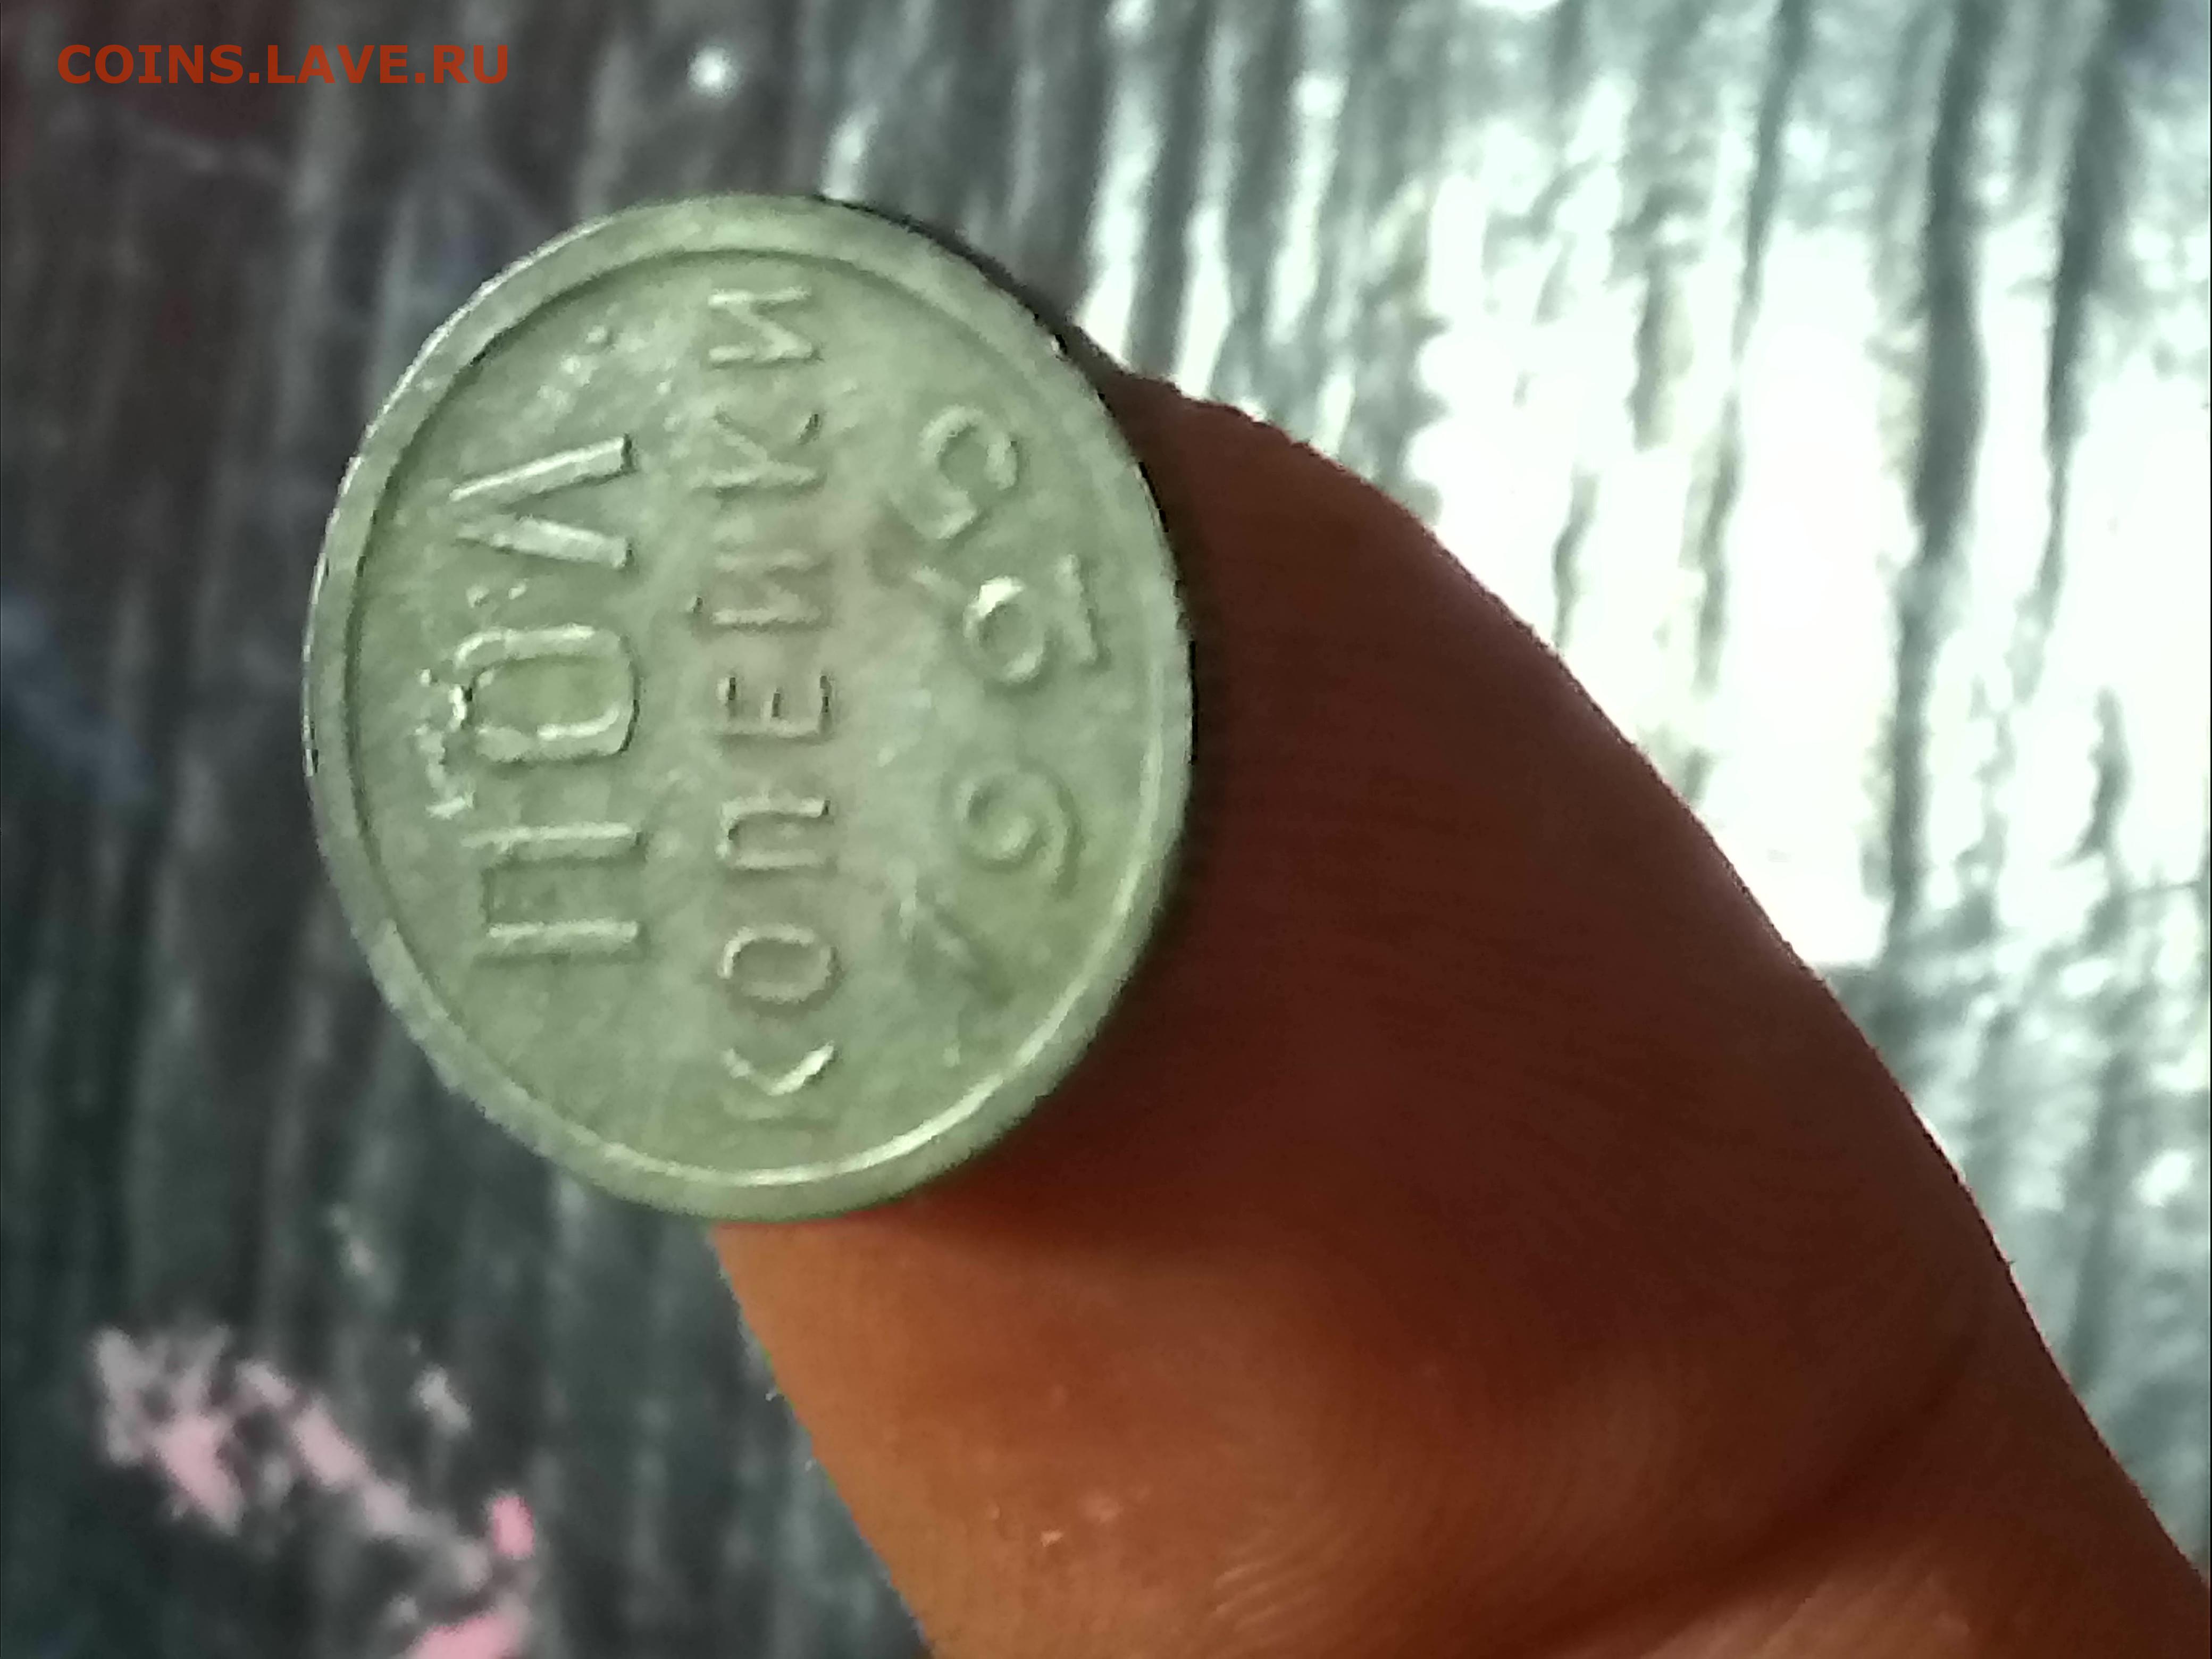 COINS.LAVE.RU
ПОЛ
КОПЕЙКИ
1925